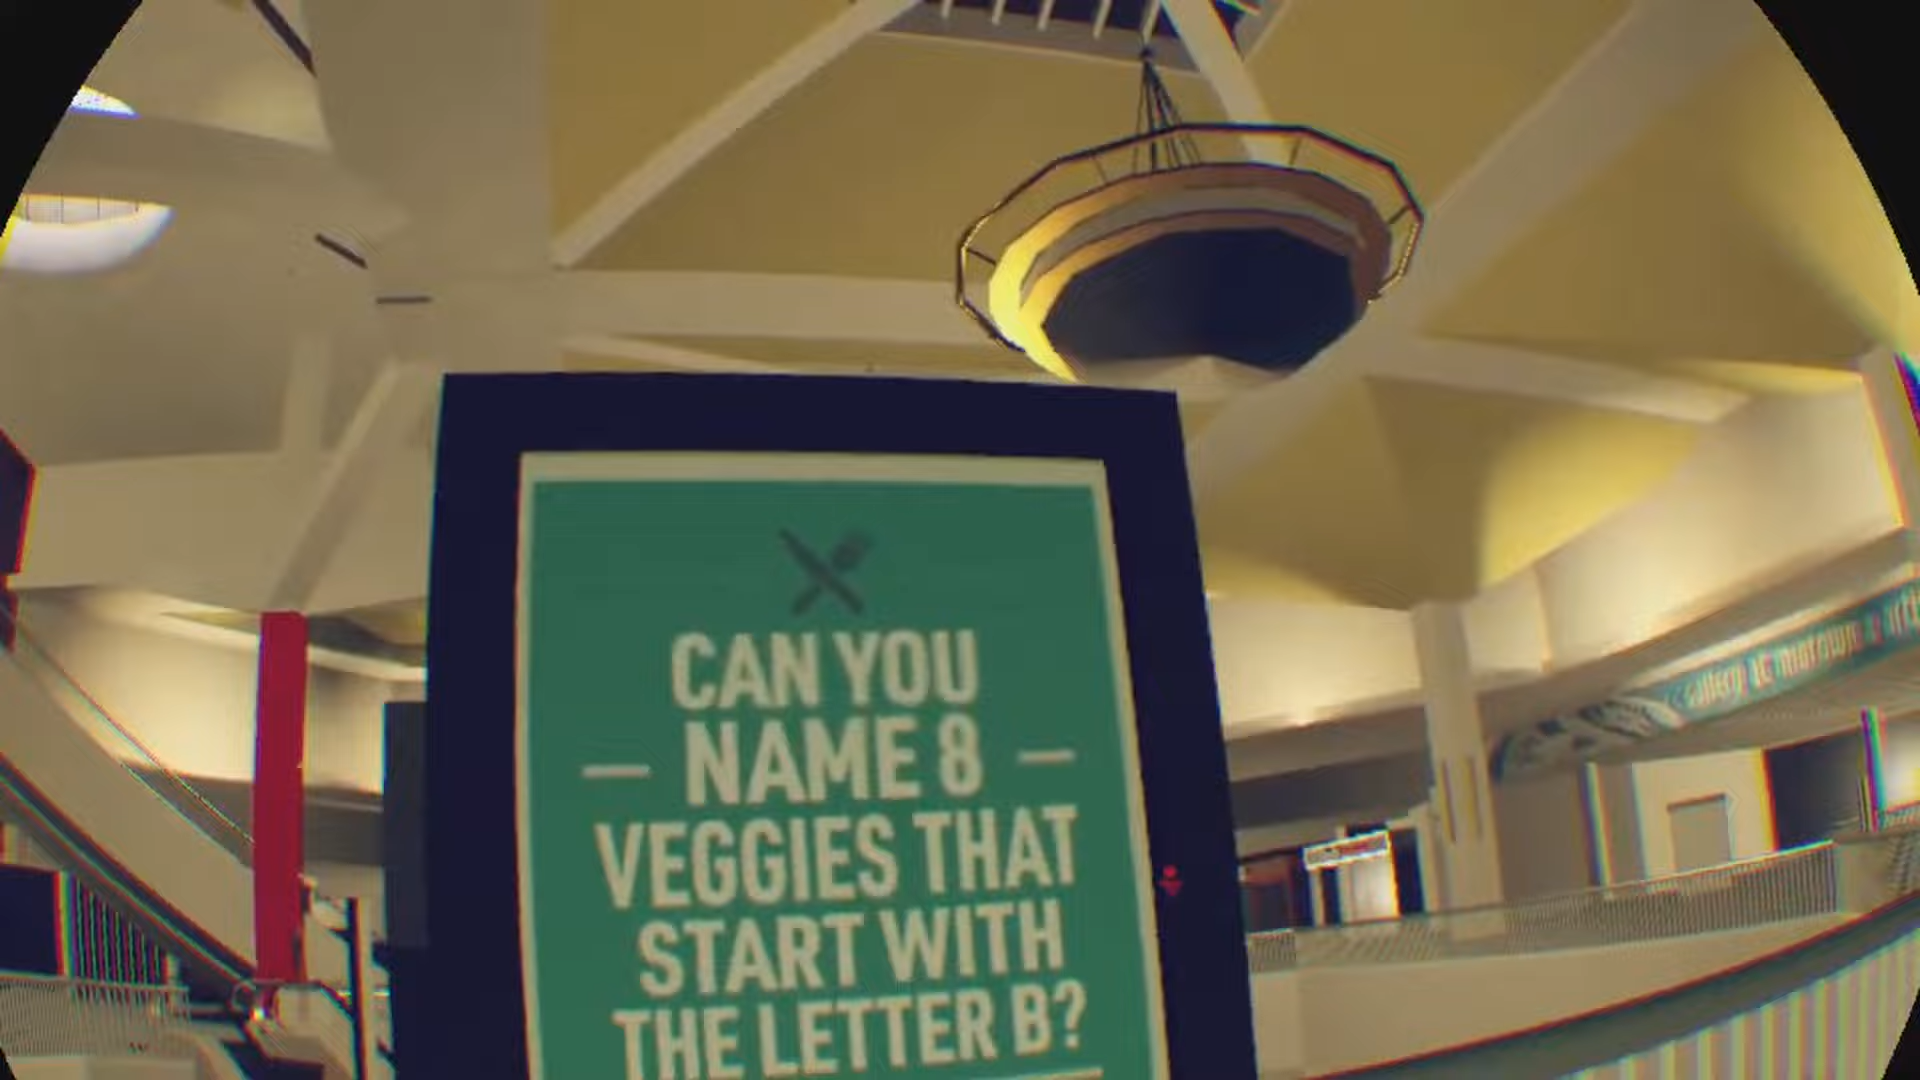 CAN YOU
— NAME 8 —
VEGGIES THAT
START WITH
THE LETTER B?